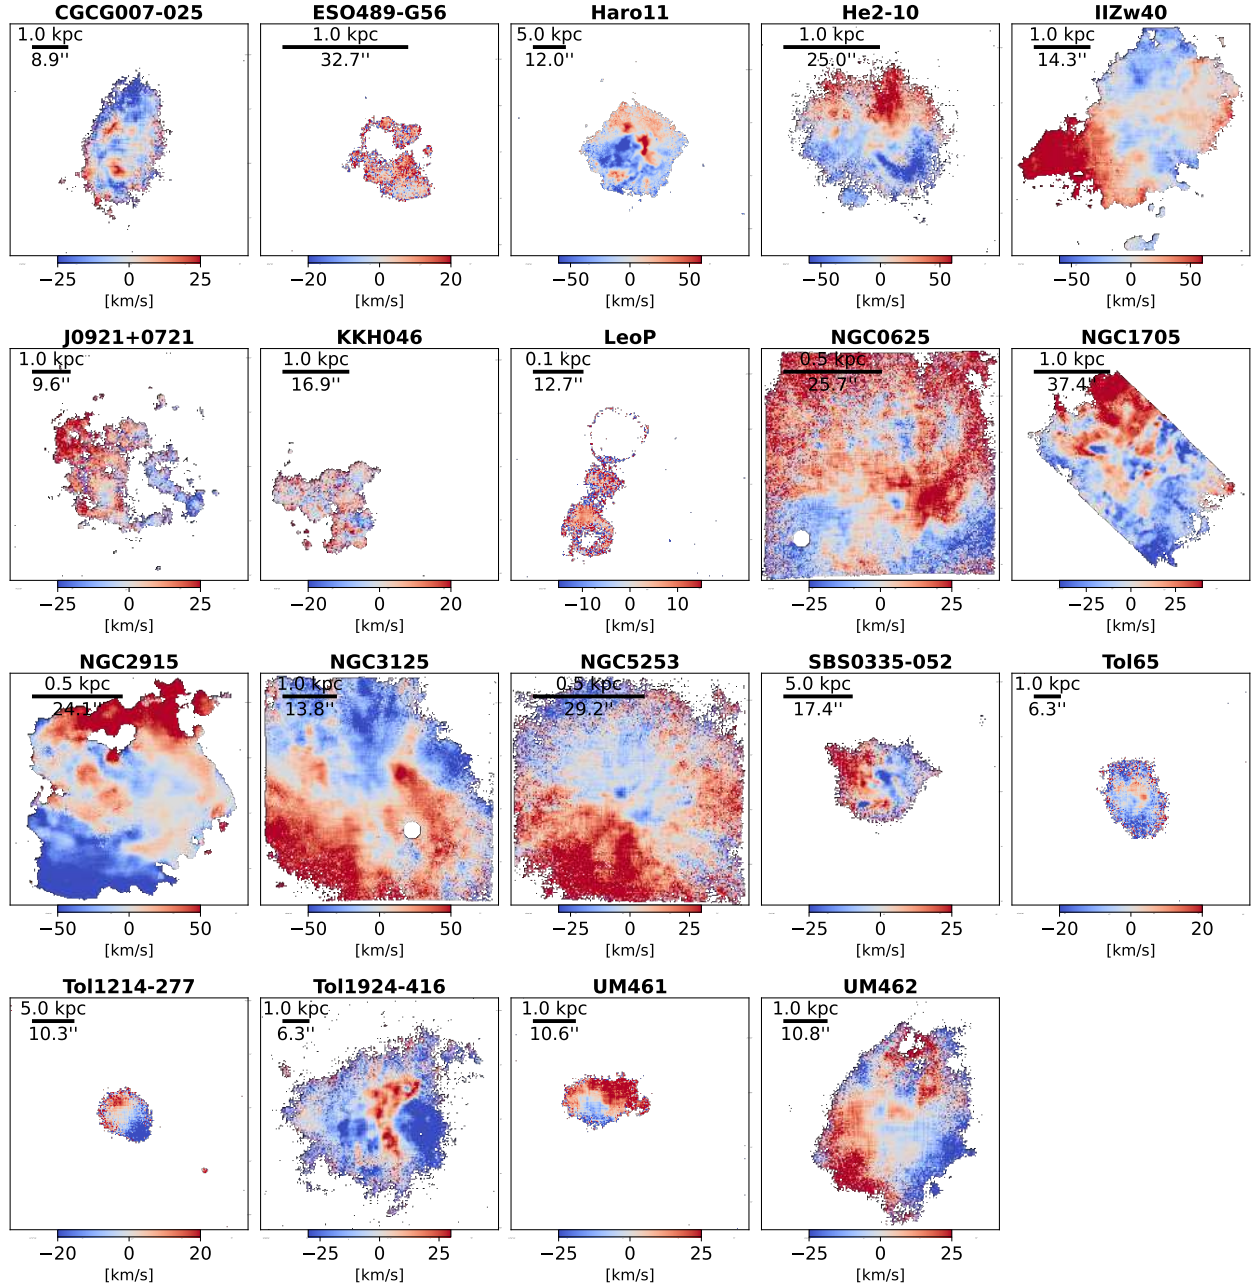 CGCG007-025 ESO489-G56 Haro11 He2-10 IIZw40
1.0 kpc 1.0 kpc 5.0 kpc 1.0 kpc 1.0 kpc
8.9'' 32.7'' 12.0'' 25.0'' 14.3''
−25 0 25 −20 0 20 −50 0 50 −50 0 50 −50 0 50
[km/s] [km/s] [km/s] [km/s] [km/s]
J0921+0721 KKH046 LeoP NGC0625 NGC1705
1.0 kpc 1.0 kpc 0.1 kpc 0.5 kpc 1.0 kpc
9.6'' 16.9'' 12.7'' 25.7'' 37.4''
−25 0 25 −20 0 20 −10 0 10 −25 0 25 −25 0 25
[km/s] [km/s] [km/s] [km/s] [km/s]
NGC2915 NGC3125 NGC5253 SBS0335-052 Tol65
0.5 kpc 1.0 kpc 0.5 kpc 5.0 kpc 1.0 kpc
24.1'' 13.8'' 29.2'' 17.4'' 6.3''
−50 0 50 −50 0 50 −25 0 25 −25 0 25 −20 0 20
[km/s] [km/s] [km/s] [km/s] [km/s]
Tol1214-277 Tol1924-416 UM461 UM462
5.0 kpc 1.0 kpc 1.0 kpc 1.0 kpc
10.3'' 6.3'' 10.6'' 10.8''
−20 0 20 −25 0 25 −25 0 25 −25 0 25
[km/s] [km/s] [km/s] [km/s]